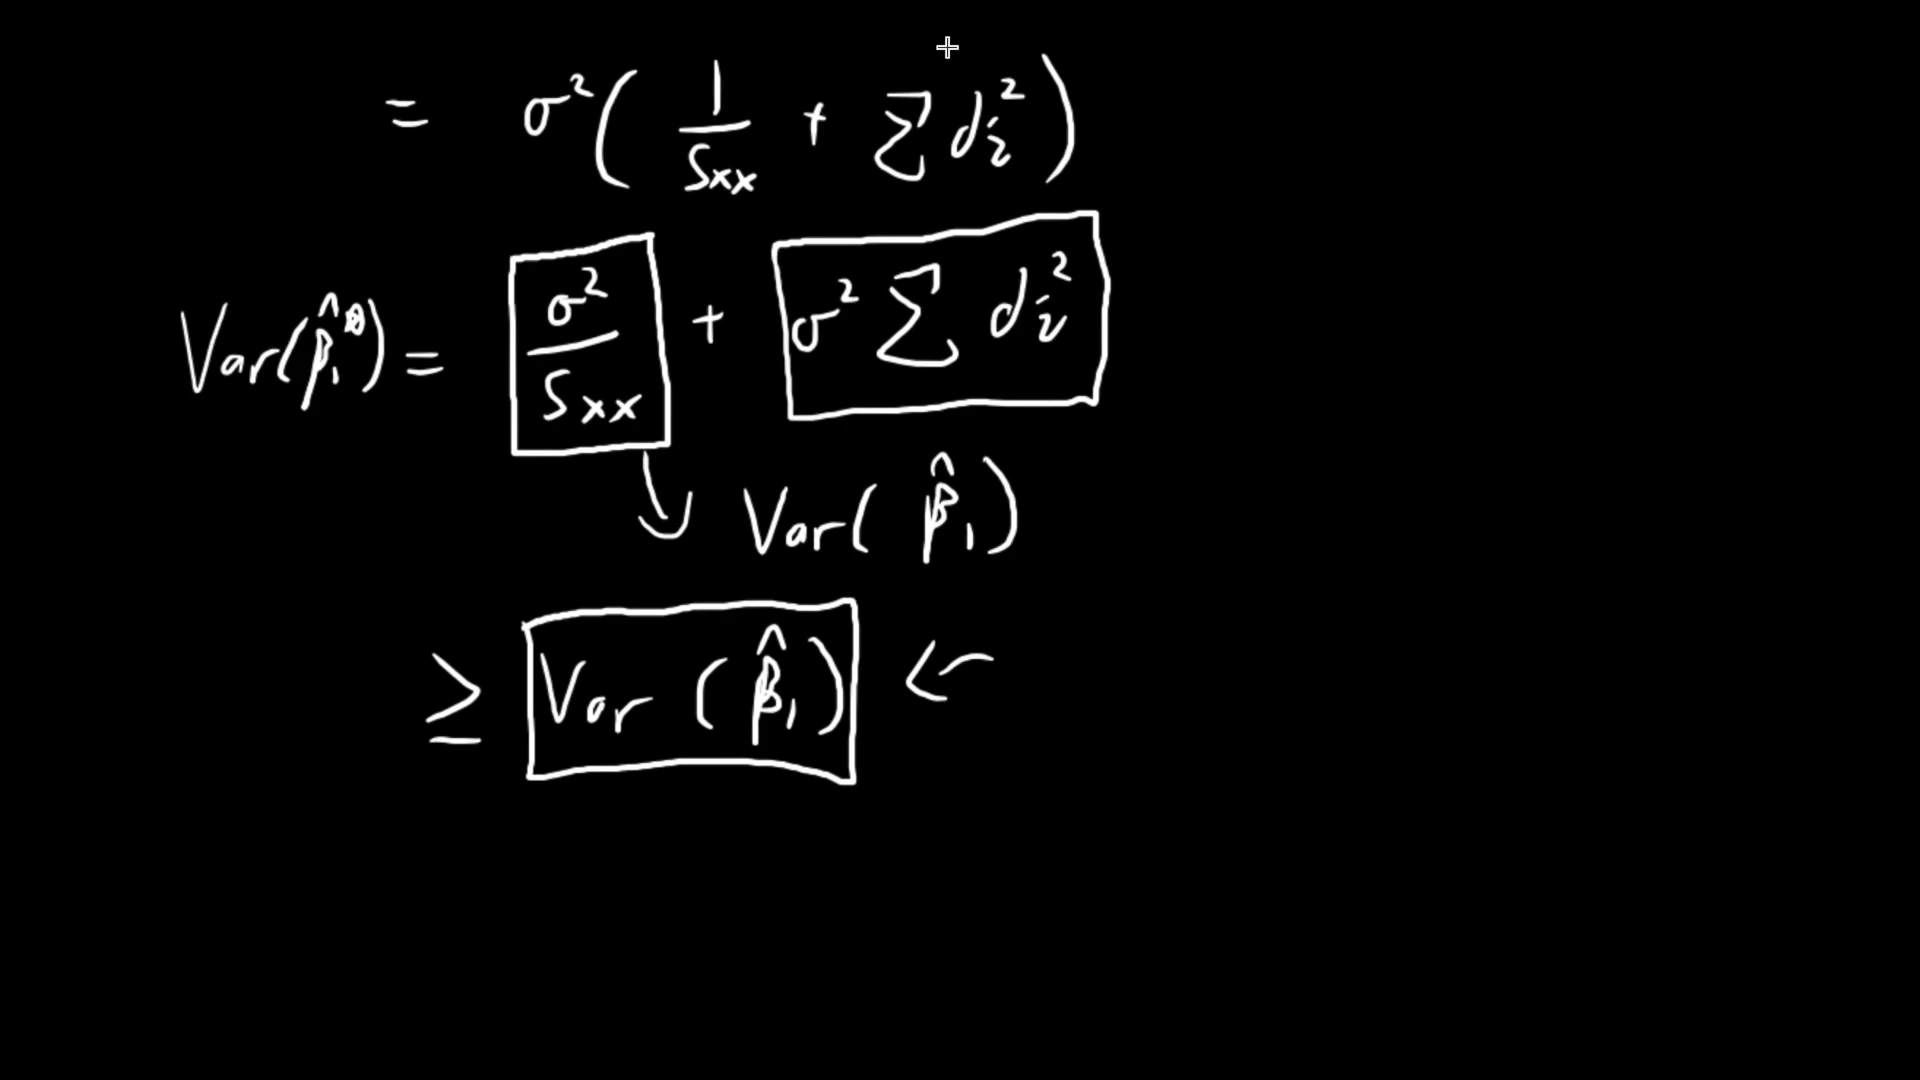 = σ²( 1/Sxx + Σ dᵢ² )
Var(β̂₁*) = σ²/Sxx + σ² Σ dᵢ²
↳ Var( β̂₁)
≥ Var (β̂₁) ←